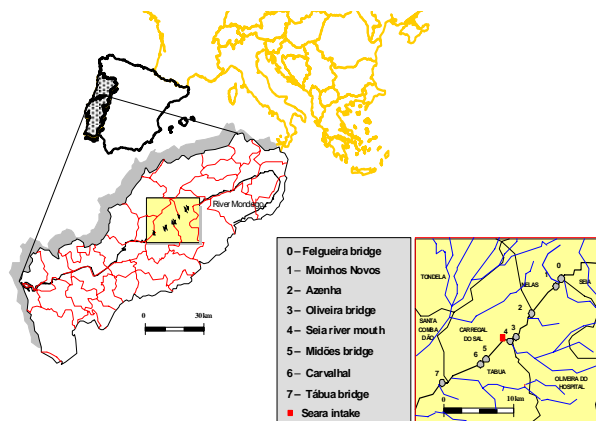 River Mondego
0 30km
0 – Felgueira bridge
1 – Moinhos Novos
2 – Azenha
3 – Oliveira bridge
4 – Seia river mouth
5 – Midões bridge
6 – Carvalhal
7 – Tábua bridge
Seara intake
0
1
TONDELA
NELAS
SEIA
2
SANTA
COMBA
DÃO
CARREGAL
DO SAL
4
3
5
6
7
TABUA
OLIVEIRA DO
HOSPITAL
0 10km